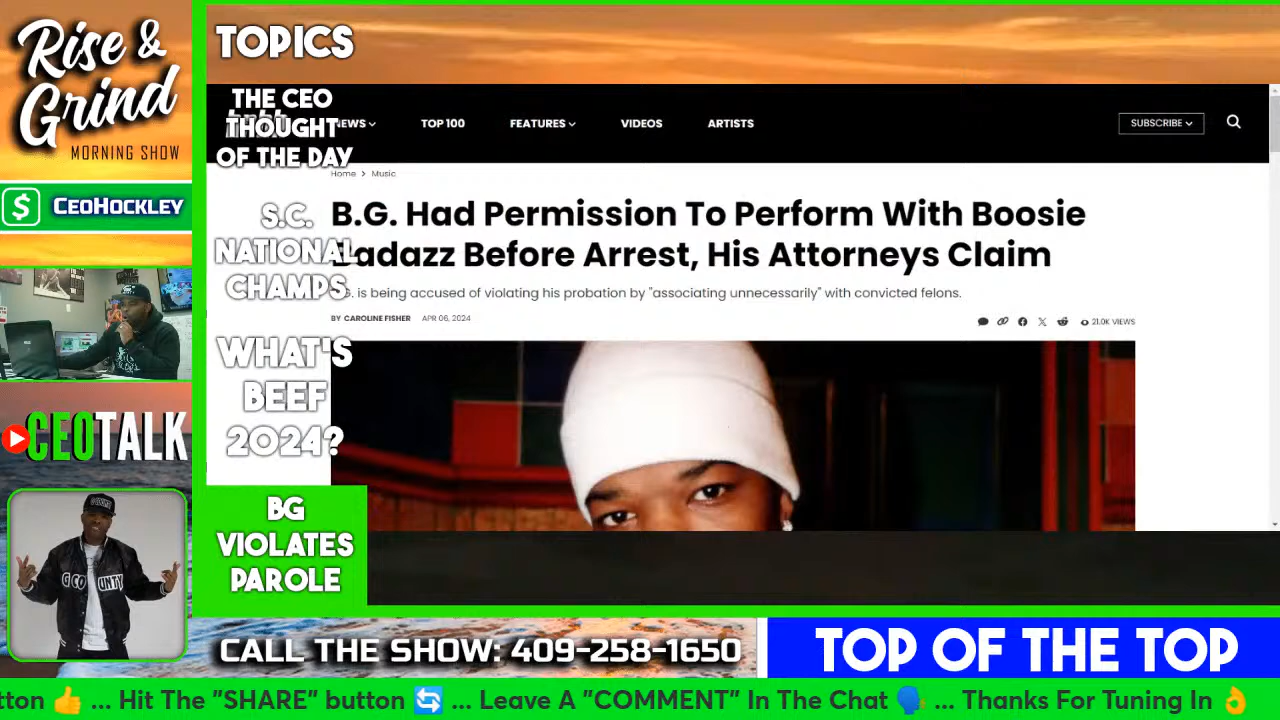 Rise &
Grind
MORNING SHOW
$ CEOHOCKLEY
CEOTALK
G COUNTY
TOPICS
THE CEO
THOUGHT
OF THE DAY
S.C.
NATIONAL
CHAMPS
WHAT'S
BEEF
2024?
BG
VIOLATES
PAROLE
NEWS
TOP 100
FEATURES
VIDEOS
ARTISTS
SUBSCRIBE
Home > Music
B.G. Had Permission To Perform With Boosie
Badazz Before Arrest, His Attorneys Claim
is being accused of violating his probation by "associating unnecessarily" with convicted felons.
BY CAROLINE FISHER APR 06, 2024
21.0K VIEWS
CALL THE SHOW: 409-258-1650
TOP OF THE TOP
tton 👍 ... Hit The "SHARE" button 🔄 ... Leave A "COMMENT" In The Chat 🗣️ ... Thanks For Tuning In 👌